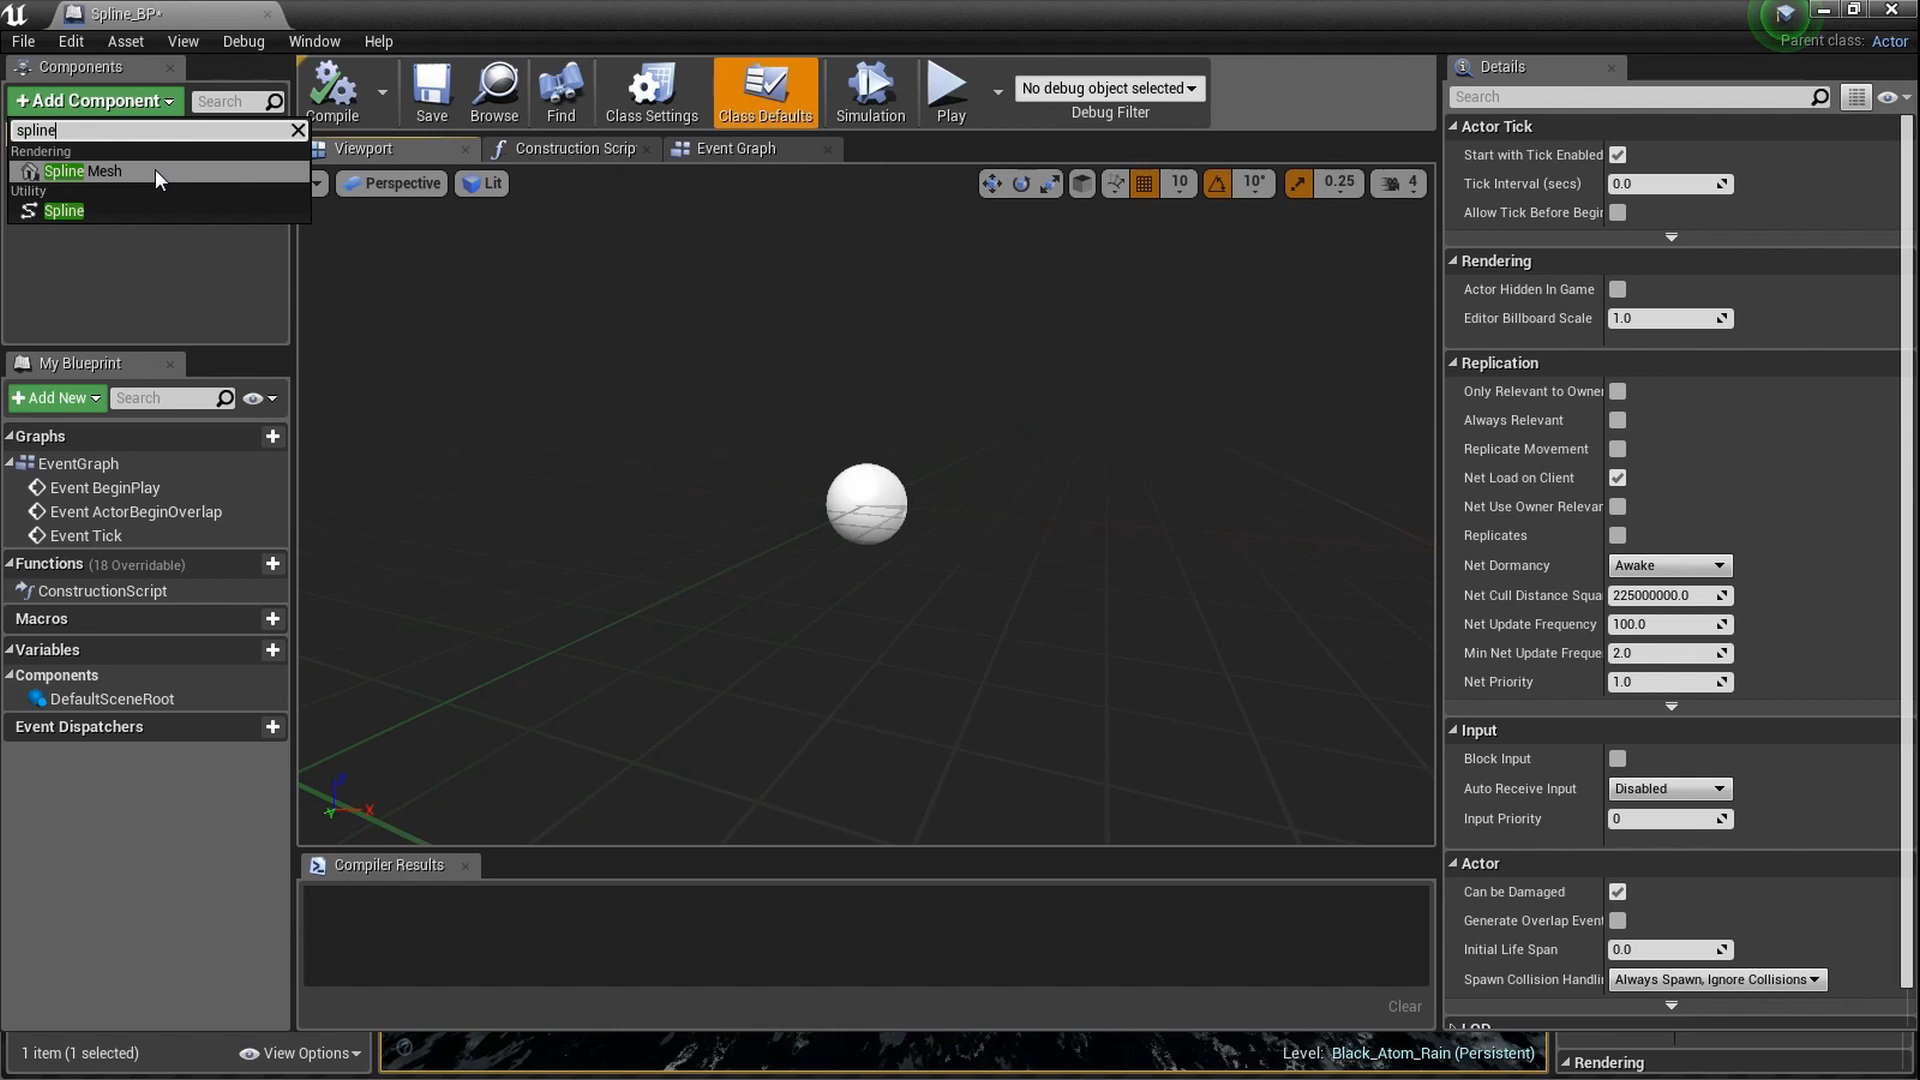 Spline_BP*
File Edit Asset View Debug Window Help
Parent class: Actor
Components
+ Add Component
Search
spline
Rendering
Spline Mesh
Utility
Spline
Compile
Save
Browse
Find
Class Settings
Class Defaults
Simulation
Play
No debug object selected
Debug Filter
Viewport
Construction Scrip
Event Graph
Perspective
Lit
10
10°
0.25
4
My Blueprint
+ Add New
Search
Graphs
EventGraph
Event BeginPlay
Event ActorBeginOverlap
Event Tick
Functions (18 Overridable)
ConstructionScript
Macros
Variables
Components
DefaultSceneRoot
Event Dispatchers
X
Compiler Results
Clear
Details
Search
Actor Tick
Start with Tick Enabled
Tick Interval (secs) 0.0
Allow Tick Before Begin
Rendering
Actor Hidden In Game
Editor Billboard Scale 1.0
Replication
Only Relevant to Owner
Always Relevant
Replicate Movement
Net Load on Client
Net Use Owner Relevan
Replicates
Net Dormancy Awake
Net Cull Distance Squa 225000000.0
Net Update Frequency 100.0
Min Net Update Freque 2.0
Net Priority 1.0
Input
Block Input
Auto Receive Input Disabled
Input Priority 0
Actor
Can be Damaged
Generate Overlap Event
Initial Life Span 0.0
Spawn Collision Handli Always Spawn, Ignore Collisions
1 item (1 selected)
View Options
Level: Black_Atom_Rain (Persistent)
Rendering